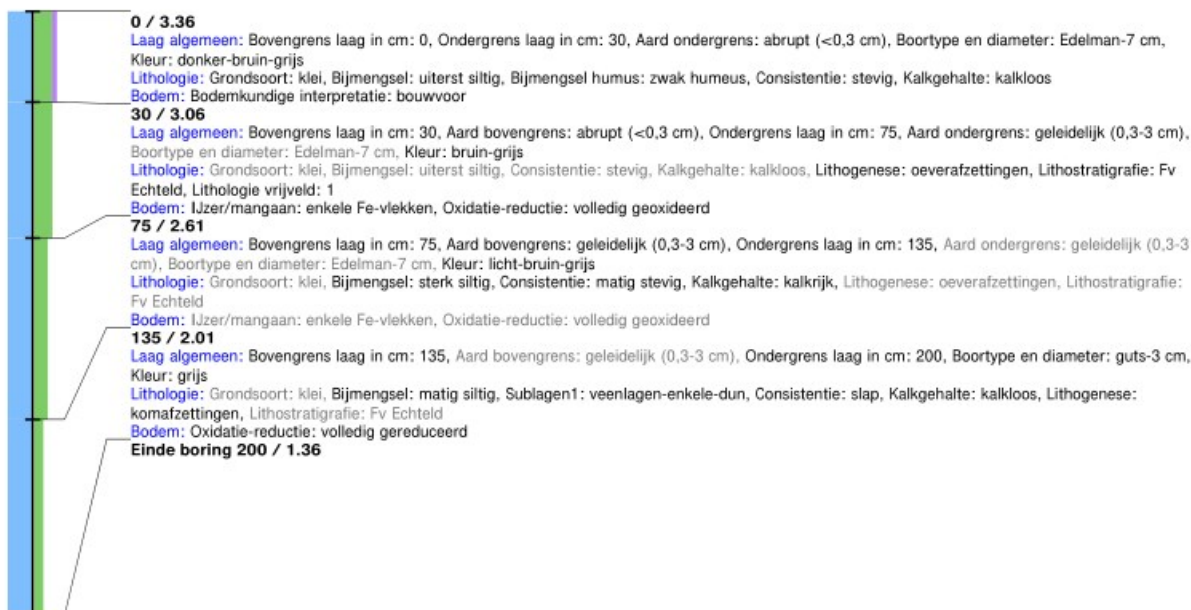 0 / 3.36
Laag algemeen: Bovengrens laag in cm: 0, Ondergrens laag in cm: 30, Aard ondergrens: abrupt (<0,3 cm), Boortype en diameter: Edelman-7 cm,
Kleur: donker-bruin-grijs
Lithologie: Grondsoort: klei, Bijmengsel: uiterst siltig, Bijmengsel humus: zwak humeus, Consistentie: stevig, Kalkgehalte: kalkloos
Bodem: Bodemkundige interpretatie: bouwvoor
30 / 3.06
Laag algemeen: Bovengrens laag in cm: 30, Aard bovengrens: abrupt (<0,3 cm), Ondergrens laag in cm: 75, Aard ondergrens: geleidelijk (0,3-3 cm),
Boortype en diameter: Edelman-7 cm, Kleur: bruin-grijs
Lithologie: Grondsoort: klei, Bijmengsel: uiterst siltig, Consistentie: stevig, Kalkgehalte: kalkloos, Lithogenese: oeverafzettingen, Lithostratigrafie: Fv
Echteld, Lithologie vrijveld: 1
Bodem: IJzer/mangaan: enkele Fe-vlekken, Oxidatie-reductie: volledig geoxideerd
75 / 2.61
Laag algemeen: Bovengrens laag in cm: 75, Aard bovengrens: geleidelijk (0,3-3 cm), Ondergrens laag in cm: 135, Aard ondergrens: geleidelijk (0,3-3
cm), Boortype en diameter: Edelman-7 cm, Kleur: licht-bruin-grijs
Lithologie: Grondsoort: klei, Bijmengsel: sterk siltig, Consistentie: matig stevig, Kalkgehalte: kalkrijk, Lithogenese: oeverafzettingen, Lithostratigrafie:
Fv Echteld
Bodem: IJzer/mangaan: enkele Fe-vlekken, Oxidatie-reductie: volledig geoxideerd
135 / 2.01
Laag algemeen: Bovengrens laag in cm: 135, Aard bovengrens: geleidelijk (0,3-3 cm), Ondergrens laag in cm: 200, Boortype en diameter: guts-3 cm,
Kleur: grijs
Lithologie: Grondsoort: klei, Bijmengsel: matig siltig, Sublagen1: veenlagen-enkele-dun, Consistentie: slap, Kalkgehalte: kalkloos, Lithogenese:
komafzettingen, Lithostratigrafie: Fv Echteld
Bodem: Oxidatie-reductie: volledig gereduceerd
Einde boring 200 / 1.36